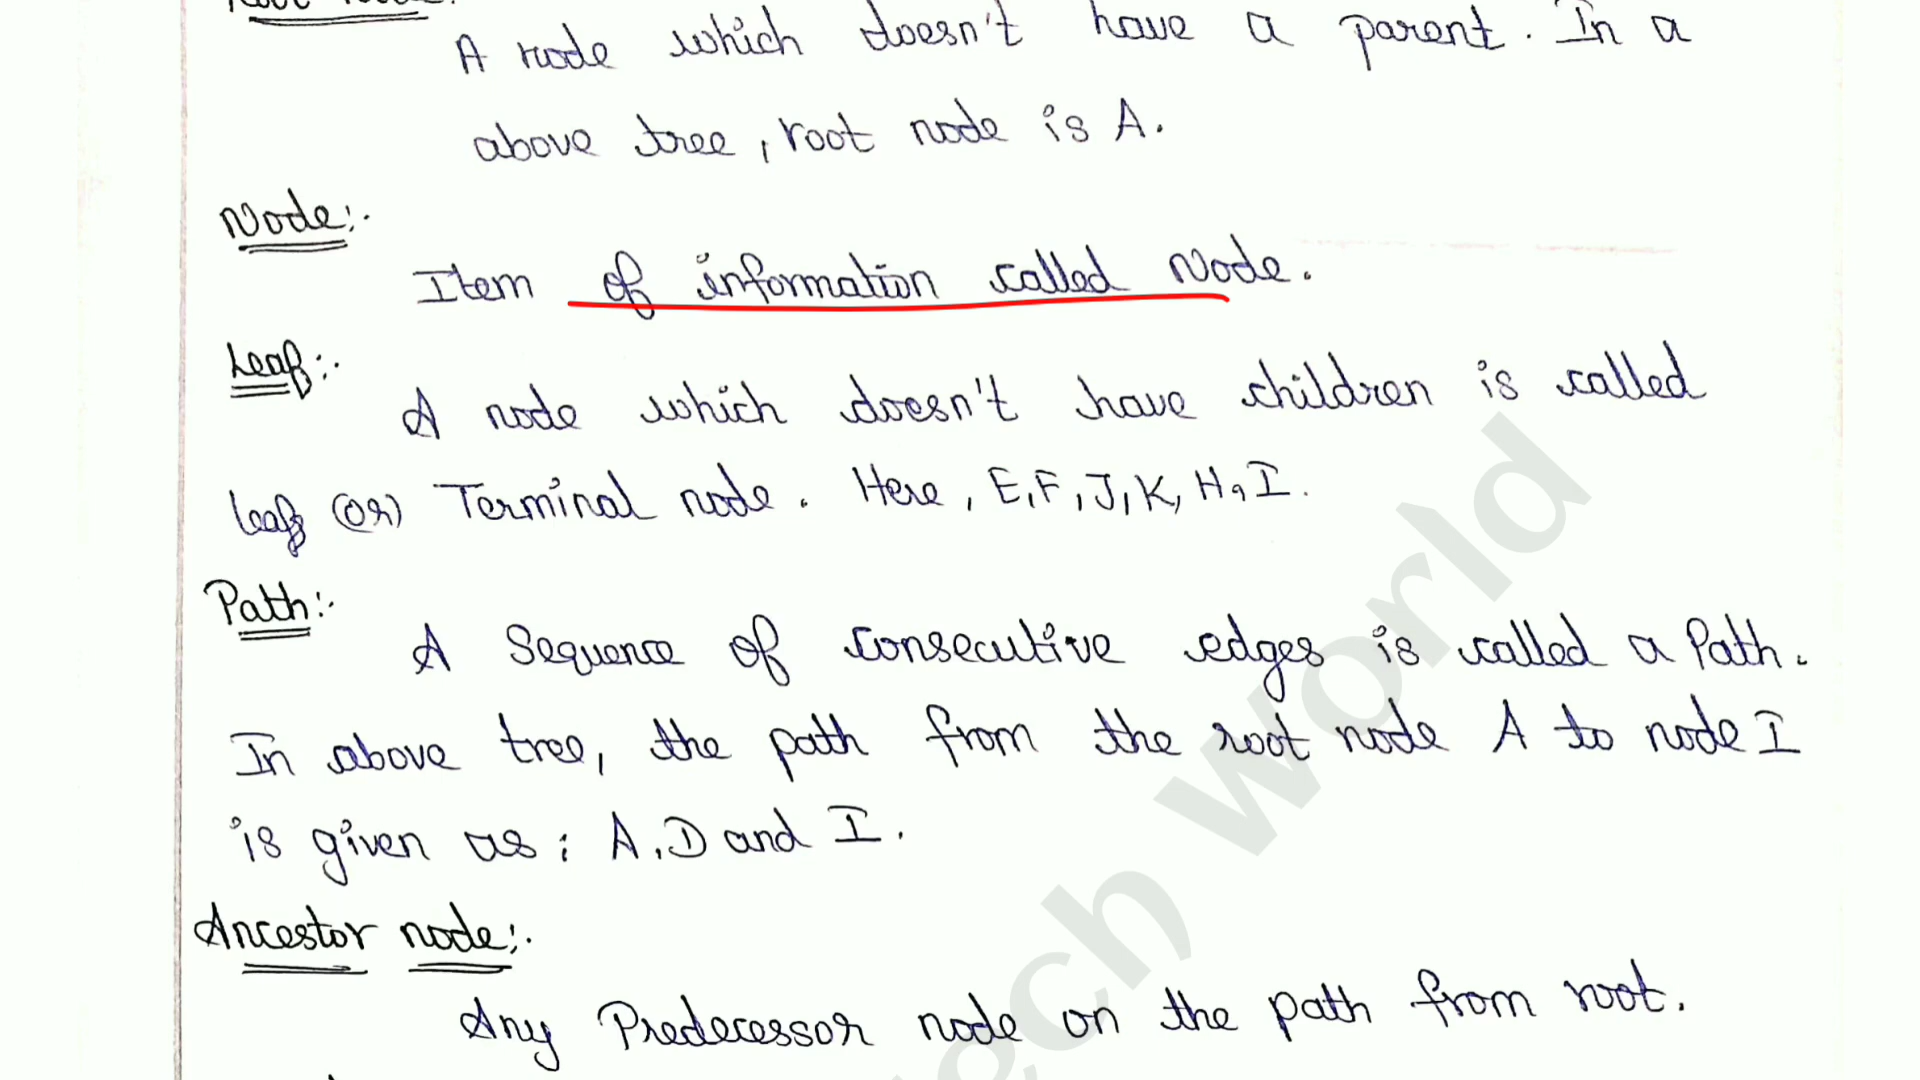 A node which doesn't have a parent. In a
above tree, root node is A.
Node:-
Item of information called Node.
Leaf:-
A node which doesn't have children is called
leaf (or) Terminal node. Here, E, F, J, K, H, I.
Path:-
A Sequence of consecutive edges is called a Path.
In above tree, the path from the root node A to node I
is given as: A, D and I.
Ancestor node:-
Any Predecessor node on the path from root.
tech world